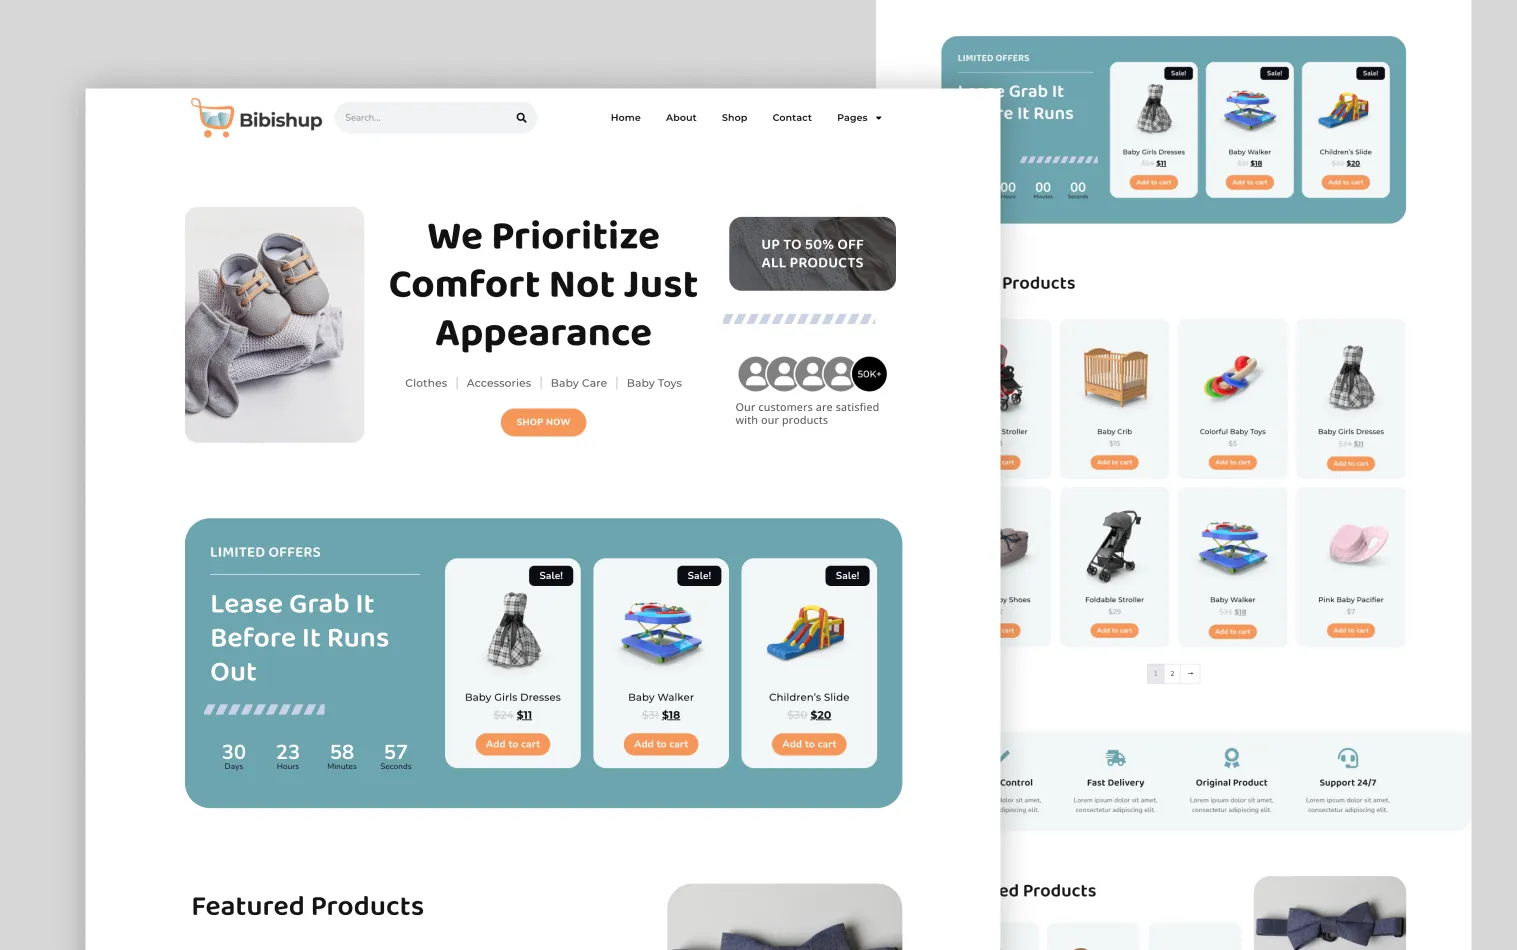 Bibishup
Search...
Home
About
Shop
Contact
Pages
We Prioritize
Comfort Not Just
Appearance
Clothes
Accessories
Baby Care
Baby Toys
SHOP NOW
UP TO 50% OFF
ALL PRODUCTS
50K+
Our customers are satisfied
with our products
LIMITED OFFERS
Lease Grab It
Before It Runs
Out
30
23
58
57
Days
Hours
Minutes
Seconds
Sale!
Baby Girls Dresses
$24 $11
Add to cart
Sale!
Baby Walker
$31 $18
Add to cart
Sale!
Children's Slide
$30 $20
Add to cart
Featured Products
LIMITED OFFERS
Grab It
It Runs
00
00
00
Minutes
Seconds
Sale!
Baby Girls Dresses
$24 $11
Add to cart
Sale!
Baby Walker
$31 $18
Add to cart
Sale!
Children's Slide
$30 $20
Add to cart
Products
Stroller
cart
Baby Crib
$15
Add to cart
Colorful Baby Toys
$5
Add to cart
Baby Girls Dresses
$24 $11
Add to cart
Shoes
cart
Foldable Stroller
$29
Add to cart
Baby Walker
$31 $18
Add to cart
Pink Baby Pacifier
$7
Add to cart
1
2
→
Control
dolor sit amet,
adipiscing elit.
Fast Delivery
Lorem ipsum dolor sit amet,
consectetur adipiscing elit.
Original Product
Lorem ipsum dolor sit amet,
consectetur adipiscing elit.
Support 24/7
Lorem ipsum dolor sit amet,
consectetur adipiscing elit.
Products